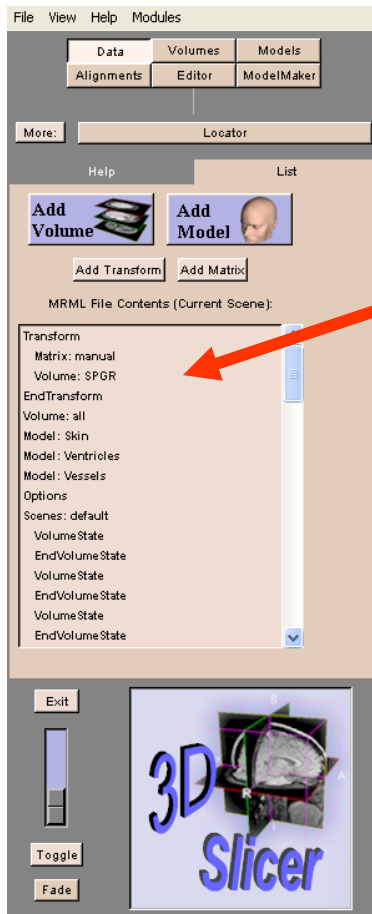 File View Help Modules
Data Volumes Models
Alignments Editor ModelMaker
More: Locator
Help List
Add Volume Add Model
Add Transform Add Matrix
MRML File Contents (Current Scene):
Transform
Matrix: manual
Volume: SPGR
EndTransform
Volume: all
Model: Skin
Model: Ventricles
Model: Vessels
Options
Scenes: default
VolumeState
EndVolumeState
VolumeState
EndVolumeState
VolumeState
EndVolumeState
Exit
Toggle
Fade
S
A
R
I
3D
Slicer